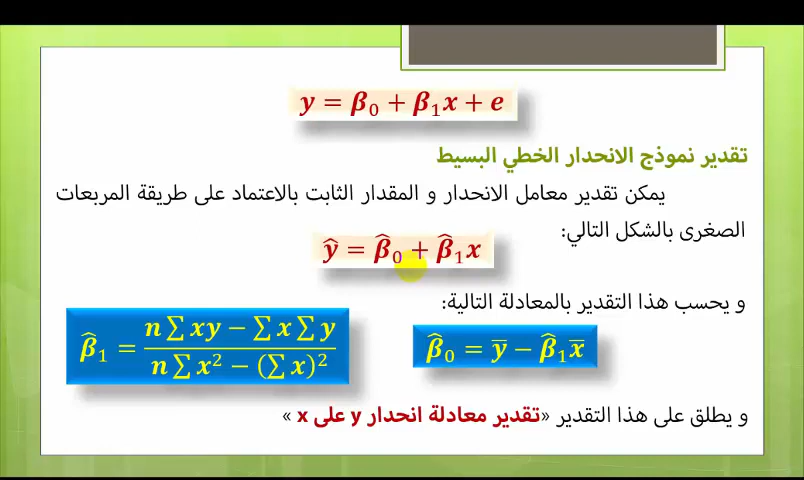 y = β₀ + β₁x + e
تقدير نموذج الانحدار الخطي البسيط
يمكن تقدير معامل الانحدار و المقدار الثابت بالاعتماد على طريقة المربعات
الصغرى بالشكل التالي:
ŷ = β̂₀ + β̂₁x
و يحسب هذا التقدير بالمعادلة التالية:
β̂₀ = ȳ − β̂₁x̄
β̂₁ = (n∑xy − ∑x∑y) / (n∑x² − (∑x)²)
و يطلق على هذا التقدير «تقدير معادلة انحدار y على x »